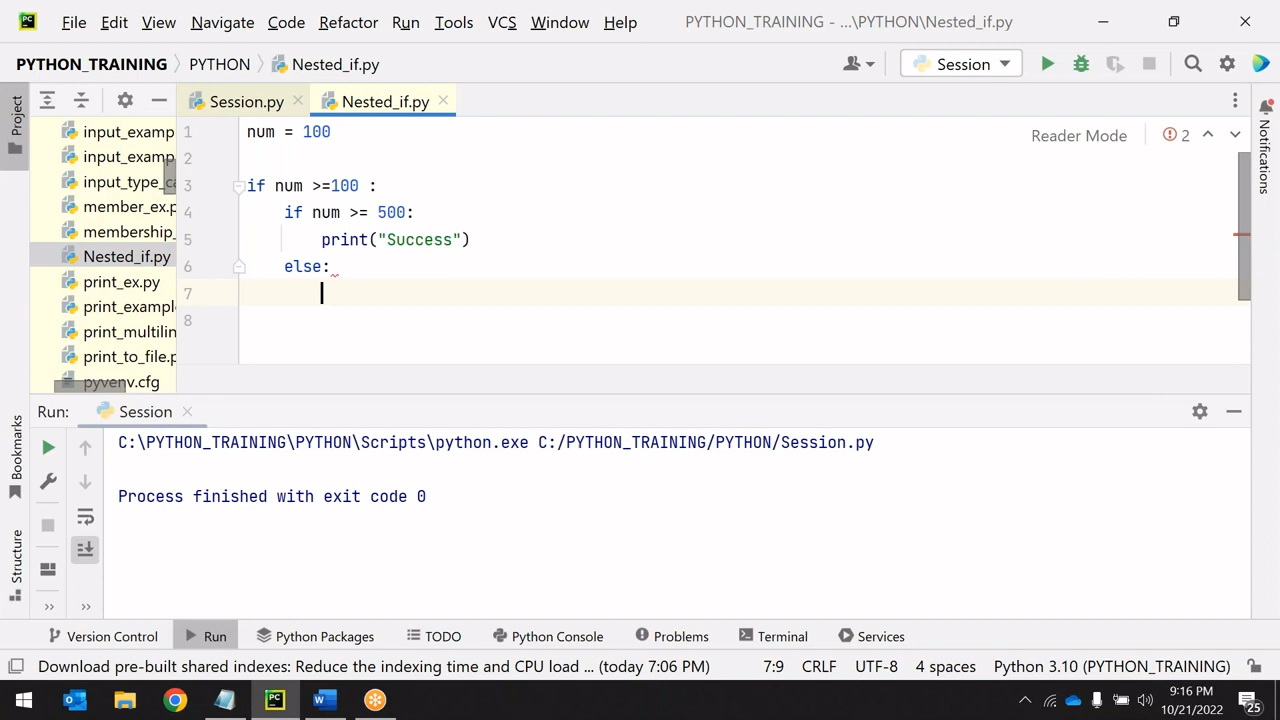 PC File Edit View Navigate Code Refactor Run Tools VCS Window Help PYTHON_TRAINING - ...\PYTHON\Nested_if.py
PYTHON_TRAINING PYTHON Nested_if.py Session
Project
Session.py Nested_if.py
input_examp
input_examp
input_type_ca
member_ex.p
membership_
Nested_if.py
print_ex.py
print_example
print_multilin
print_to_file.p
pyvenv.cfg
Reader Mode 2
1 num = 100
2
3 if num >=100 :
4 if num >= 500:
5 print("Success")
6 else:
7
8
Notifications
Run: Session
C:\PYTHON_TRAINING\PYTHON\Scripts\python.exe C:/PYTHON_TRAINING/PYTHON/Session.py
Process finished with exit code 0
Bookmarks
Structure
Version Control Run Python Packages TODO Python Console Problems Terminal Services
Download pre-built shared indexes: Reduce the indexing time and CPU load ... (today 7:06 PM) 7:9 CRLF UTF-8 4 spaces Python 3.10 (PYTHON_TRAINING)
PC
9:16 PM
10/21/2022
25